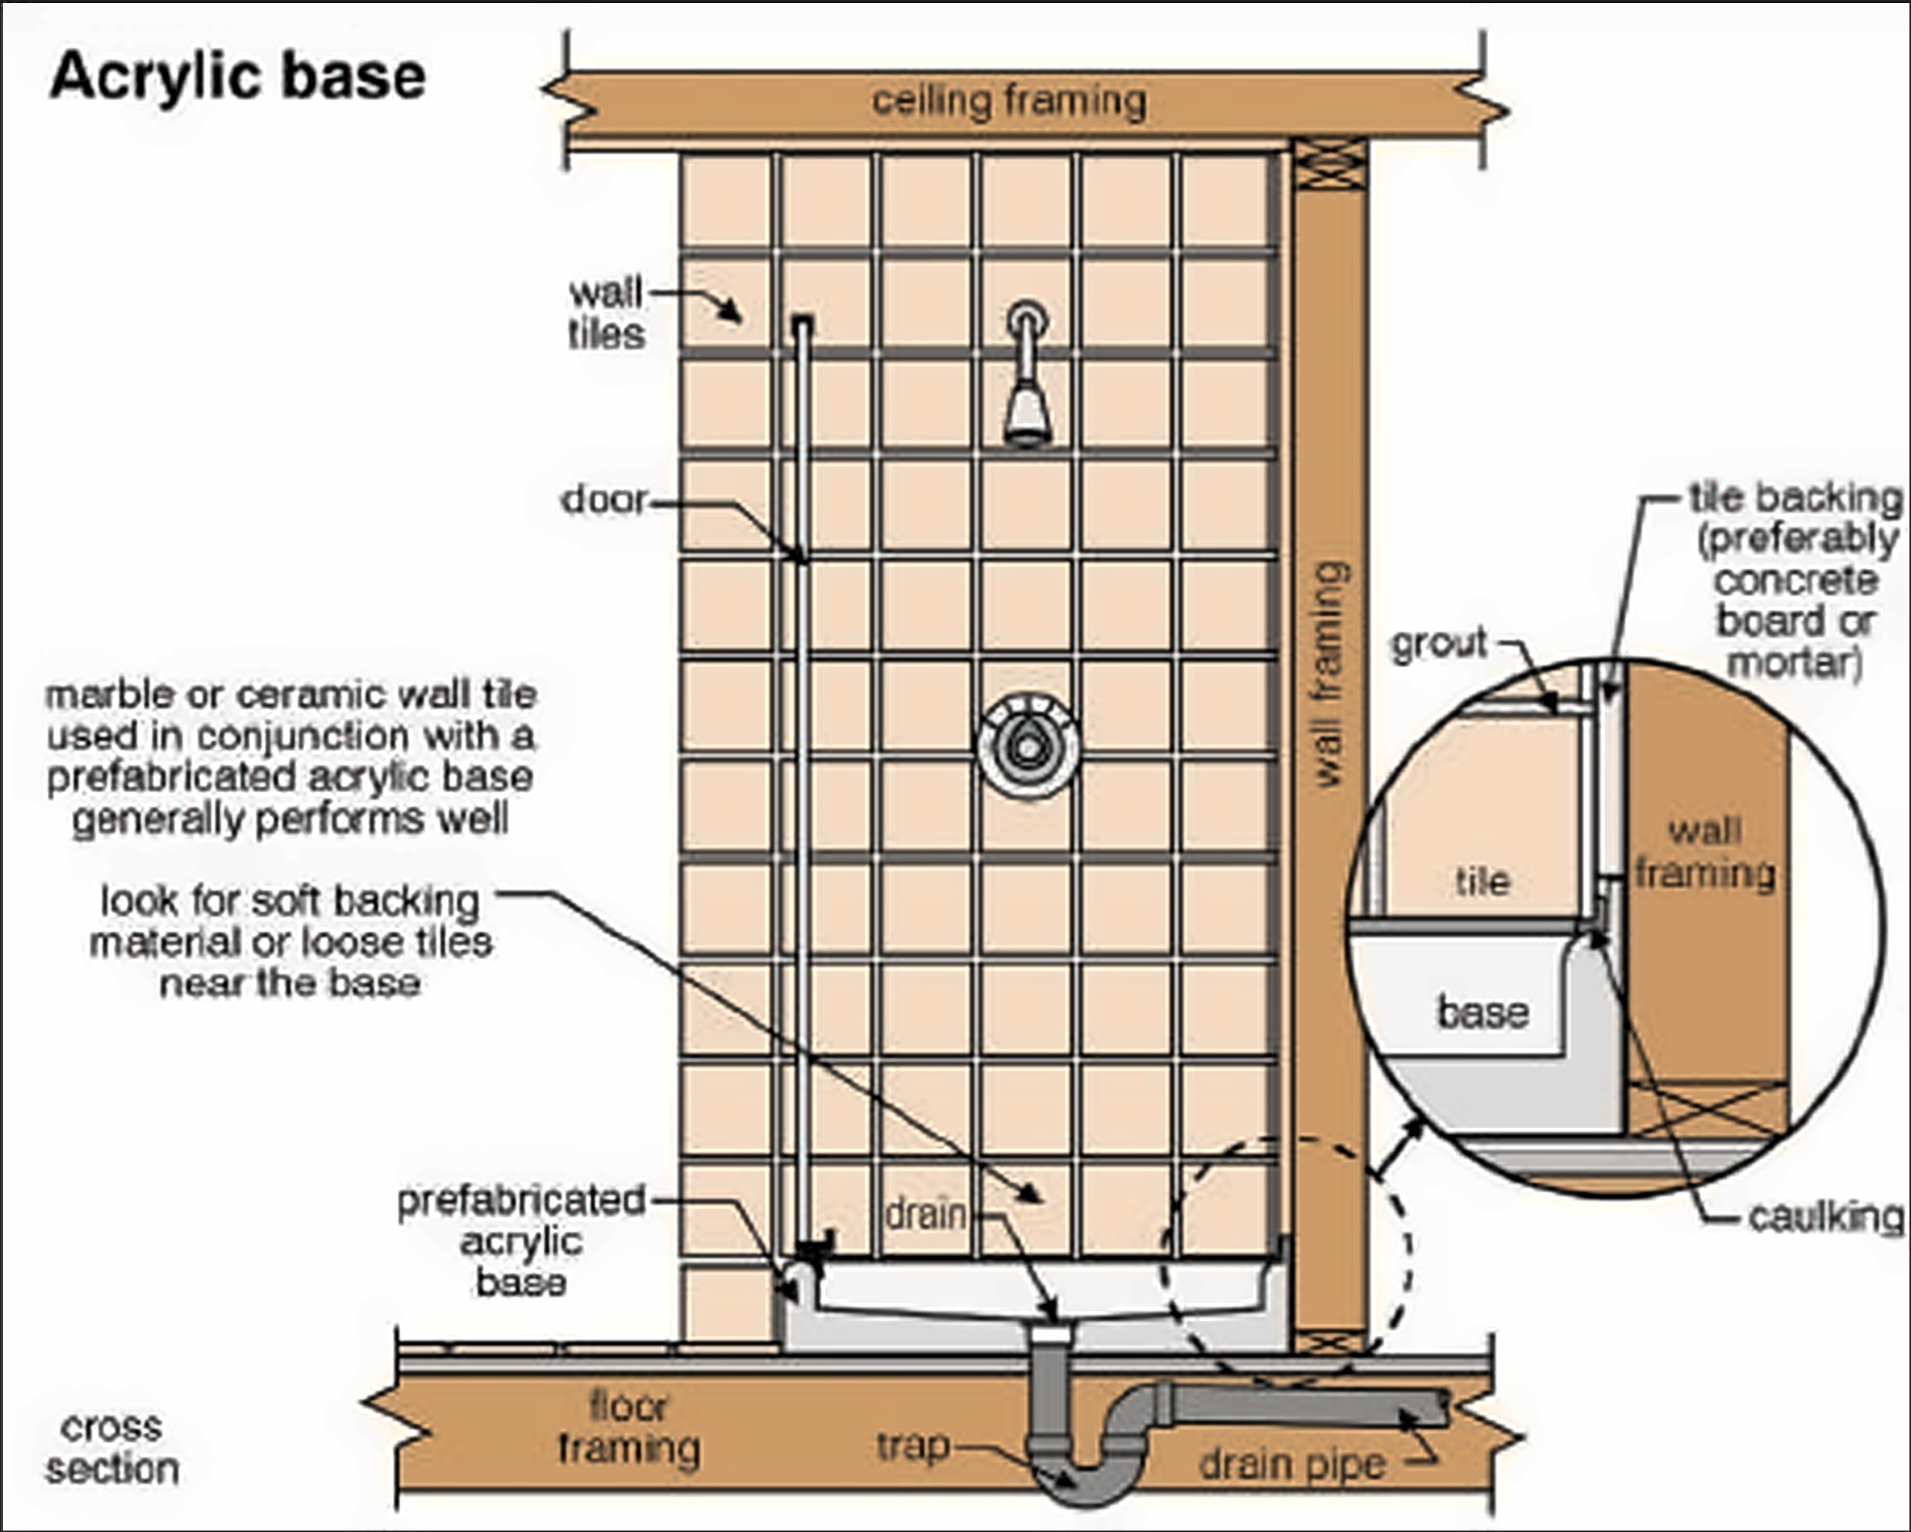 Acrylic base
ceiling framing
wall
tiles
door
tile backing
(preferably
concrete
board or
mortar)
grout
wall framing
marble or ceramic wall tile
used in conjunction with a
prefabricated acrylic base
generally performs well
wall
framing
tile
look for soft backing
material or loose tiles
near the base
base
prefabricated
acrylic
base
drain
caulking
floor
framing
cross
section
trap
drain pipe